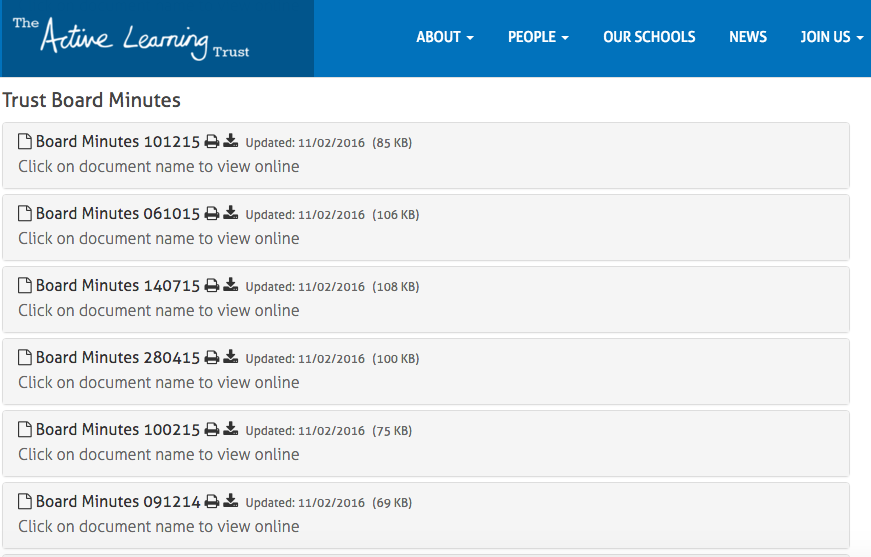 The
Active Learning
Trust
ABOUT PEOPLE OUR SCHOOLS NEWS JOIN US
Trust Board Minutes
Board Minutes 101215 Updated: 11/02/2016 (85 KB)
Click on document name to view online
Board Minutes 061015 Updated: 11/02/2016 (106 KB)
Click on document name to view online
Board Minutes 140715 Updated: 11/02/2016 (108 KB)
Click on document name to view online
Board Minutes 280415 Updated: 11/02/2016 (100 KB)
Click on document name to view online
Board Minutes 100215 Updated: 11/02/2016 (75 KB)
Click on document name to view online
Board Minutes 091214 Updated: 11/02/2016 (69 KB)
Click on document name to view online